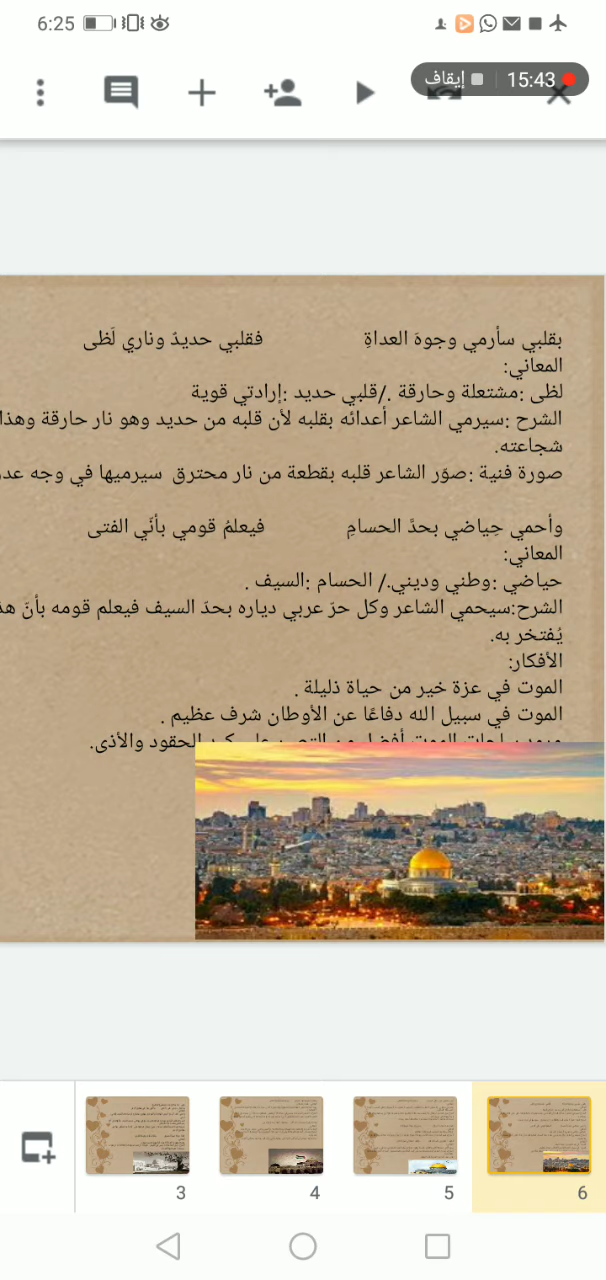 6:25
15:43 إيقاف
بقلبي سأرمي وجوهَ العداةِ فقلبي حديدٌ وناري لَظى
المعاني:
لظى :مشتعلة وحارقة ./قلبي حديد :إرادتي قوية
الشرح :سيرمي الشاعر أعدائه بقلبه لأن قلبه من حديد وهو نار حارقة وهذا
شجاعته.
صورة فنية :صوّر الشاعر قلبه بقطعة من نار محترق سيرميها في وجه
وأحمي حِياضي بحدِّ الحسامِ فيعلمُ قومي بأنّي الفتى
المعاني:
حياضي :وطني وديني./ الحسام :السيف .
الشرح:سيحمي الشاعر وكل حرّ عربي دياره بحدّ السيف فيعلم قومه بأنّ
يُفتخر به.
الأفكار:
الموت في عزة خير من حياة ذليلة .
الموت في سبيل الله دفاعًا عن الأوطان شرف عظيم .
الحقود والأذى.
3
4
5
6